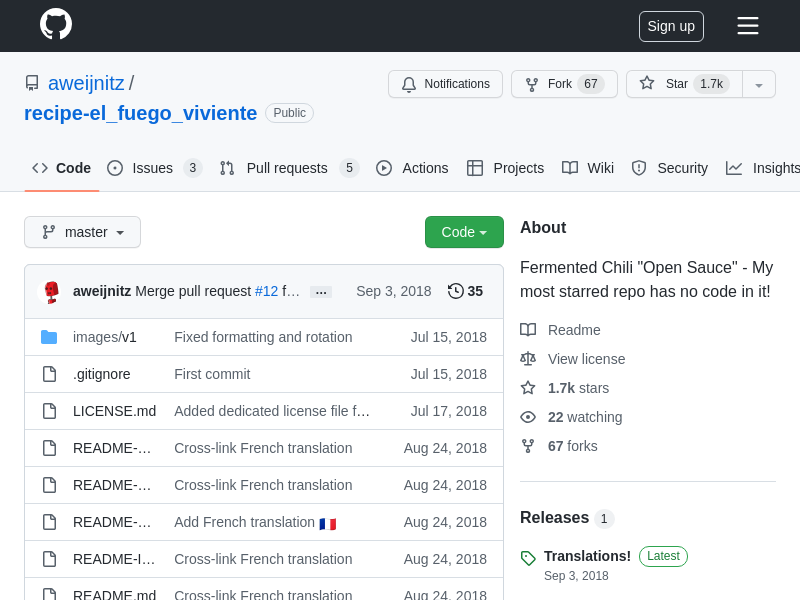 Sign up
aweijnitz /
recipe-el_fuego_viviente Public
Notifications
Fork 67
Star 1.7k
Code
Issues 3
Pull requests 5
Actions
Projects
Wiki
Security
Insights
master
Code
aweijnitz Merge pull request #12 f… … Sep 3, 2018 35
images/v1 Fixed formatting and rotation Jul 15, 2018
.gitignore First commit Jul 15, 2018
LICENSE.md Added dedicated license file f… Jul 17, 2018
README-… Cross-link French translation Aug 24, 2018
README-… Cross-link French translation Aug 24, 2018
README-… Add French translation 🇫🇷 Aug 24, 2018
README-I… Cross-link French translation Aug 24, 2018
README.md Cross-link French translation Aug 24, 2018
About
Fermented Chili "Open Sauce" - My
most starred repo has no code in it!
Readme
View license
1.7k stars
22 watching
67 forks
Releases 1
Translations! Latest
Sep 3, 2018